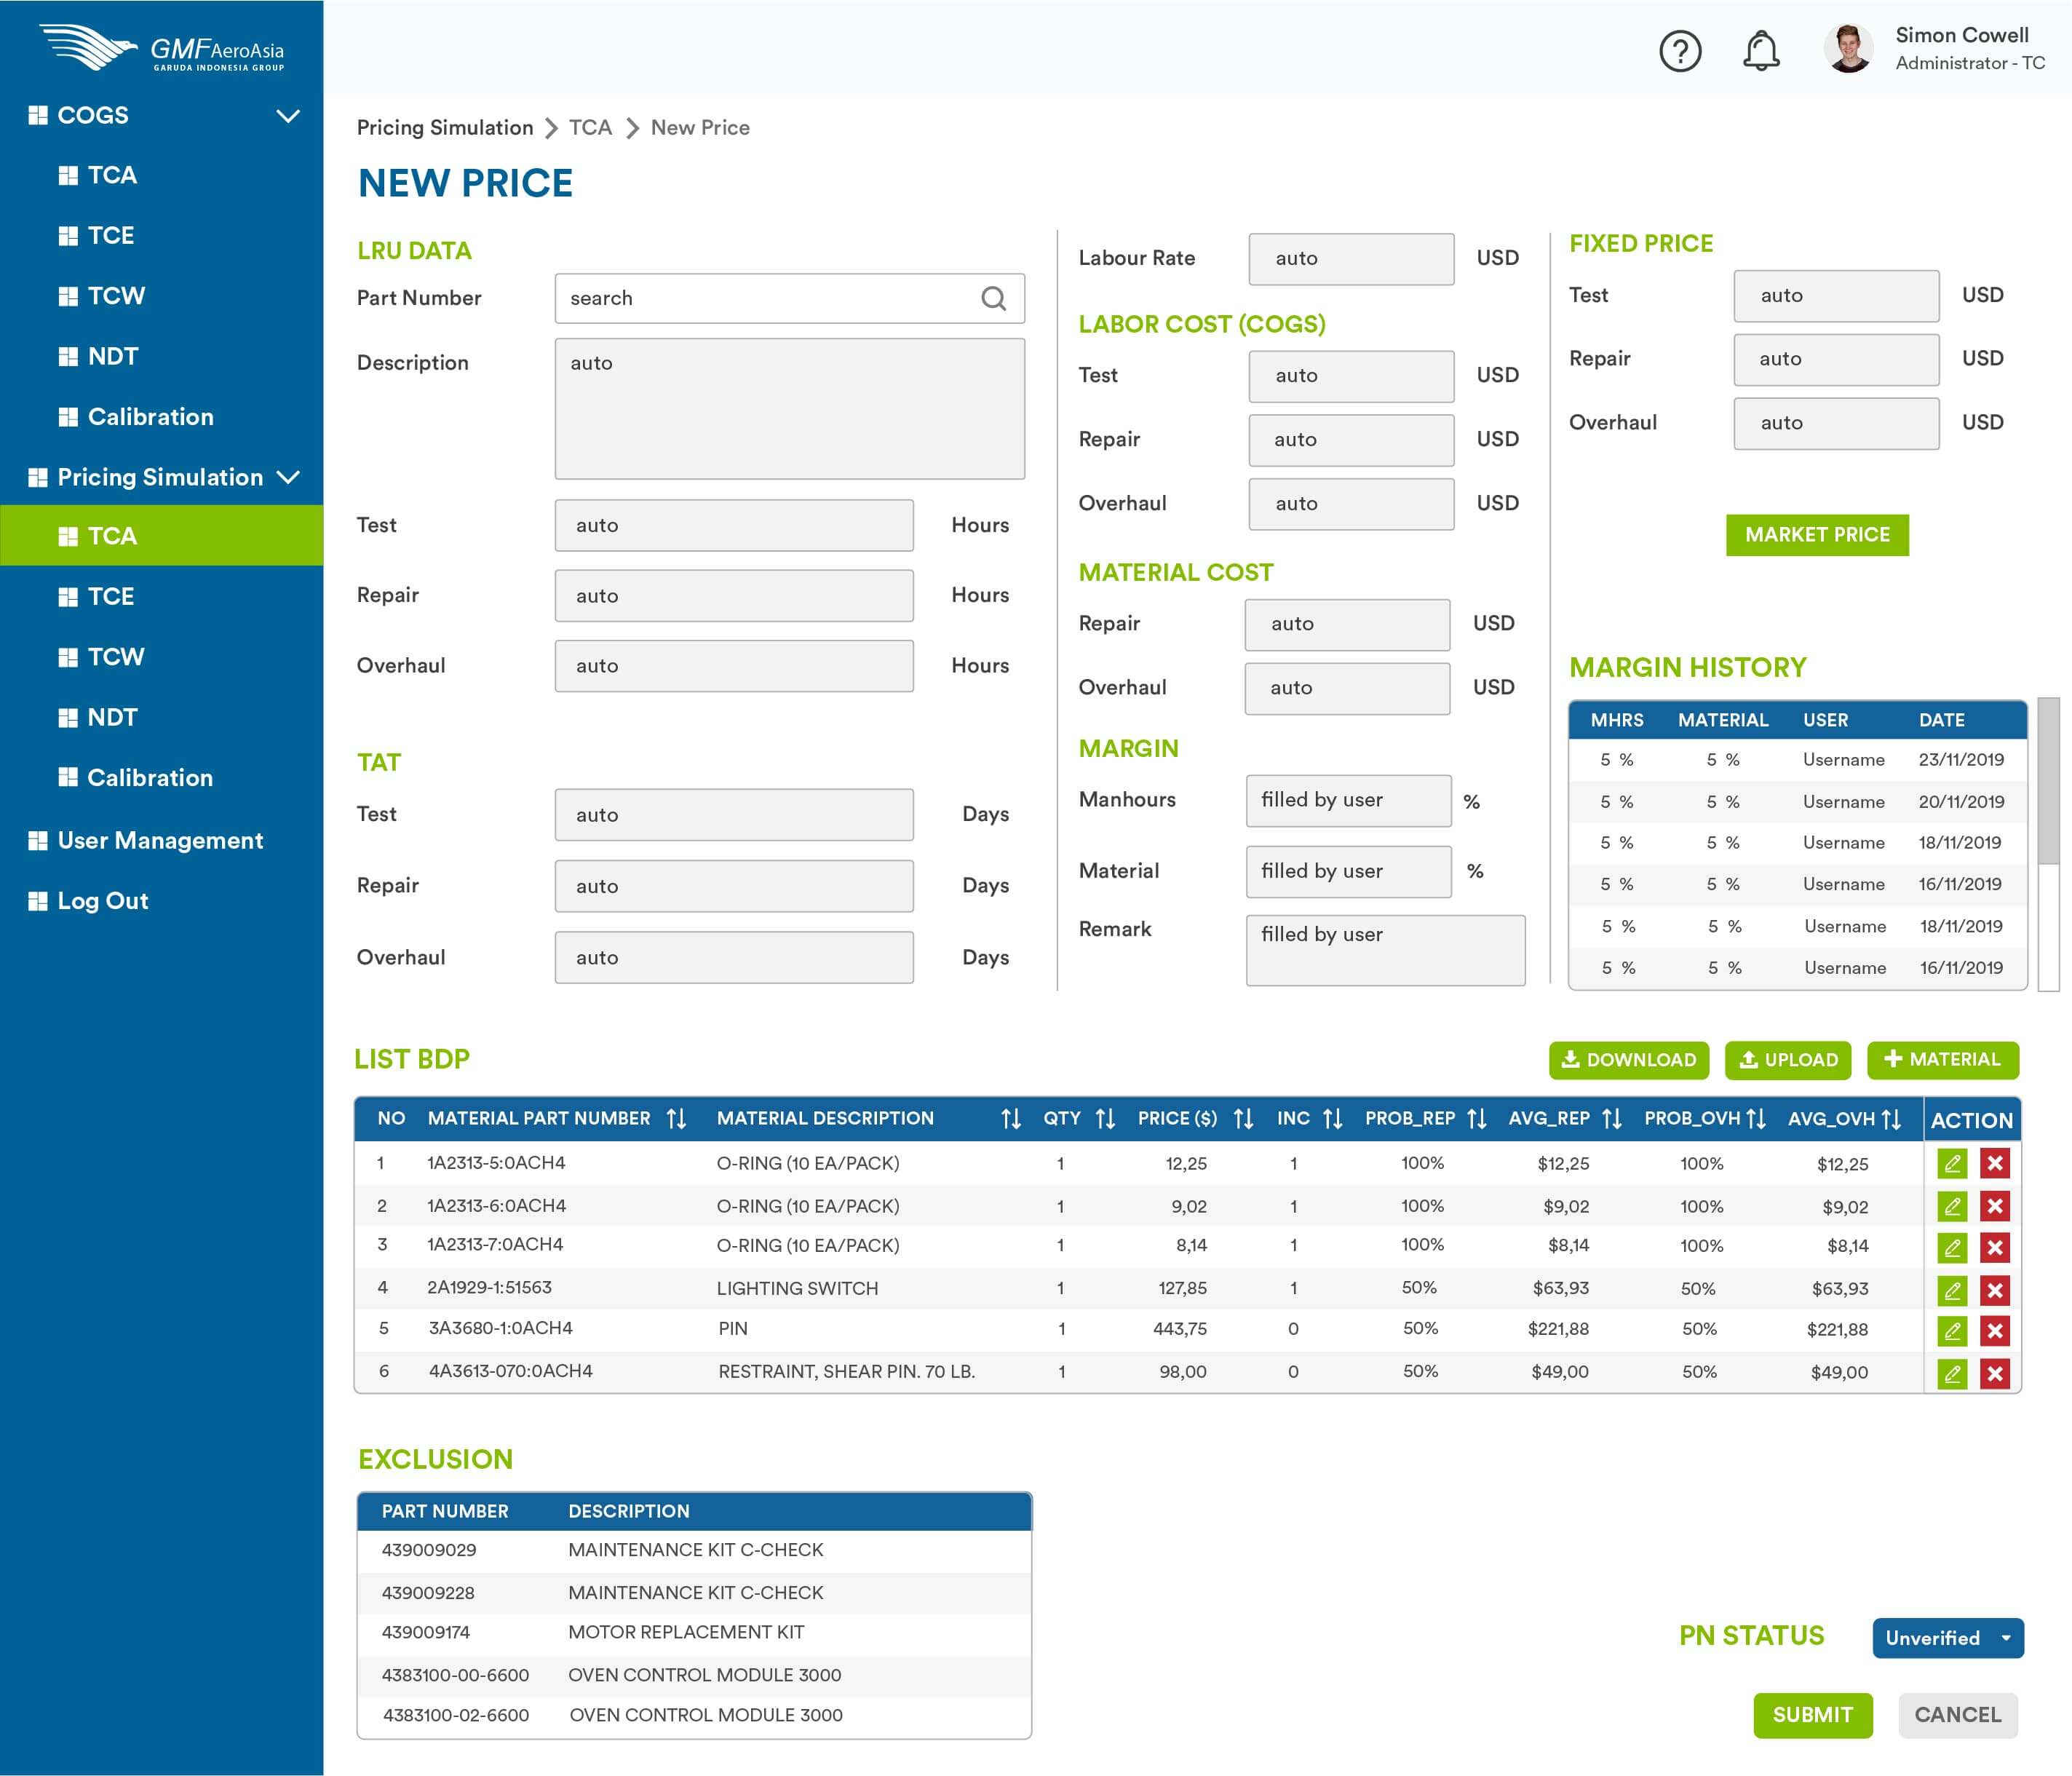 GMF AeroAsia
GARUDA INDONESIA GROUP
COGS
TCA
TCE
TCW
NDT
Calibration
Pricing Simulation
TCA
TCE
TCW
NDT
Calibration
User Management
Log Out
Simon Cowell
Administrator - TC
Pricing Simulation > TCA > New Price
NEW PRICE
LRU DATA
Part Number search
Description auto
Test auto Hours
Repair auto Hours
Overhaul auto Hours
TAT
Test auto Days
Repair auto Days
Overhaul auto Days
Labour Rate auto USD
LABOR COST (COGS)
Test auto USD
Repair auto USD
Overhaul auto USD
MATERIAL COST
Repair auto USD
Overhaul auto USD
MARGIN
Manhours filled by user %
Material filled by user %
Remark filled by user
FIXED PRICE
Test auto USD
Repair auto USD
Overhaul auto USD
MARKET PRICE
MARGIN HISTORY
MHRS MATERIAL USER DATE
5 % 5 % Username 23/11/2019
5 % 5 % Username 20/11/2019
5 % 5 % Username 18/11/2019
5 % 5 % Username 16/11/2019
5 % 5 % Username 18/11/2019
5 % 5 % Username 16/11/2019
LIST BDP
DOWNLOAD UPLOAD + MATERIAL
NO MATERIAL PART NUMBER MATERIAL DESCRIPTION QTY PRICE ($) INC PROB_REP AVG_REP PROB_OVH AVG_OVH ACTION
1 1A2313-5:0ACH4 O-RING (10 EA/PACK) 1 12,25 1 100% $12,25 100% $12,25
2 1A2313-6:0ACH4 O-RING (10 EA/PACK) 1 9,02 1 100% $9,02 100% $9,02
3 1A2313-7:0ACH4 O-RING (10 EA/PACK) 1 8,14 1 100% $8,14 100% $8,14
4 2A1929-1:51563 LIGHTING SWITCH 1 127,85 1 50% $63,93 50% $63,93
5 3A3680-1:0ACH4 PIN 1 443,75 0 50% $221,88 50% $221,88
6 4A3613-070:0ACH4 RESTRAINT, SHEAR PIN. 70 LB. 1 98,00 0 50% $49,00 50% $49,00
EXCLUSION
PART NUMBER DESCRIPTION
439009029 MAINTENANCE KIT C-CHECK
439009228 MAINTENANCE KIT C-CHECK
439009174 MOTOR REPLACEMENT KIT
4383100-00-6600 OVEN CONTROL MODULE 3000
4383100-02-6600 OVEN CONTROL MODULE 3000
PN STATUS Unverified
SUBMIT CANCEL